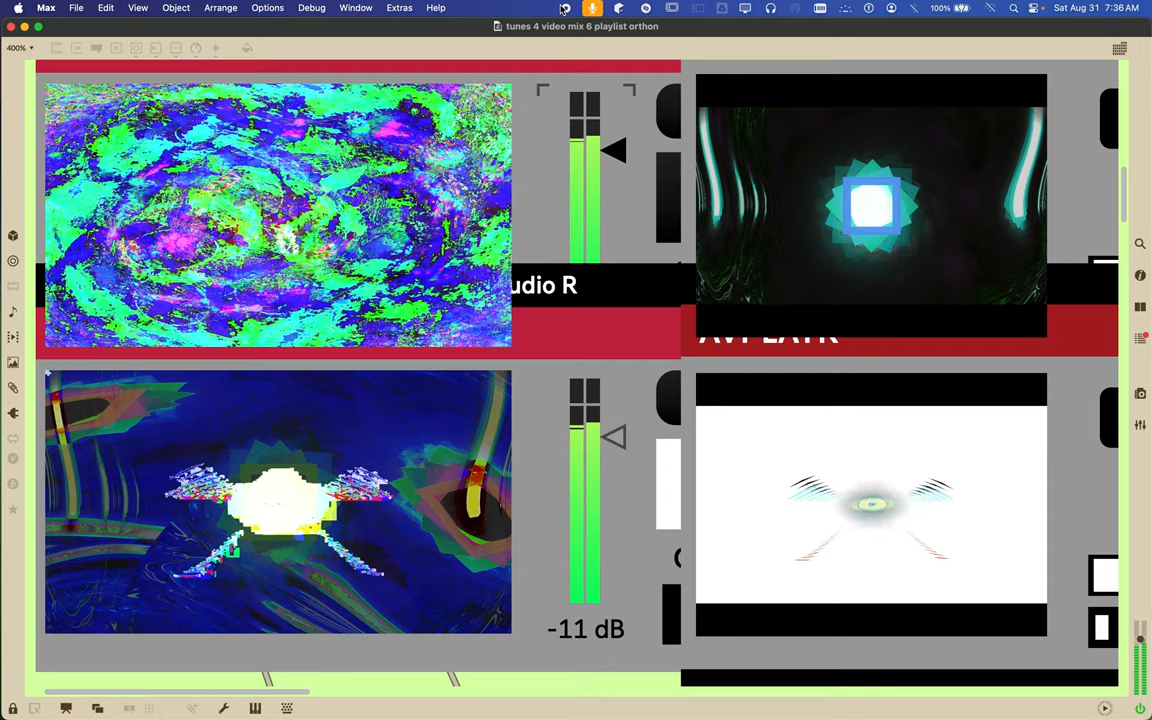 Max File Edit View Object Arrange Options Debug Window Extras Help
100% Sat Aug 31 7:36 AM
tunes 4 video mix 6 playlist orthon
400%
udio R
AVPLAYR
-11 dB